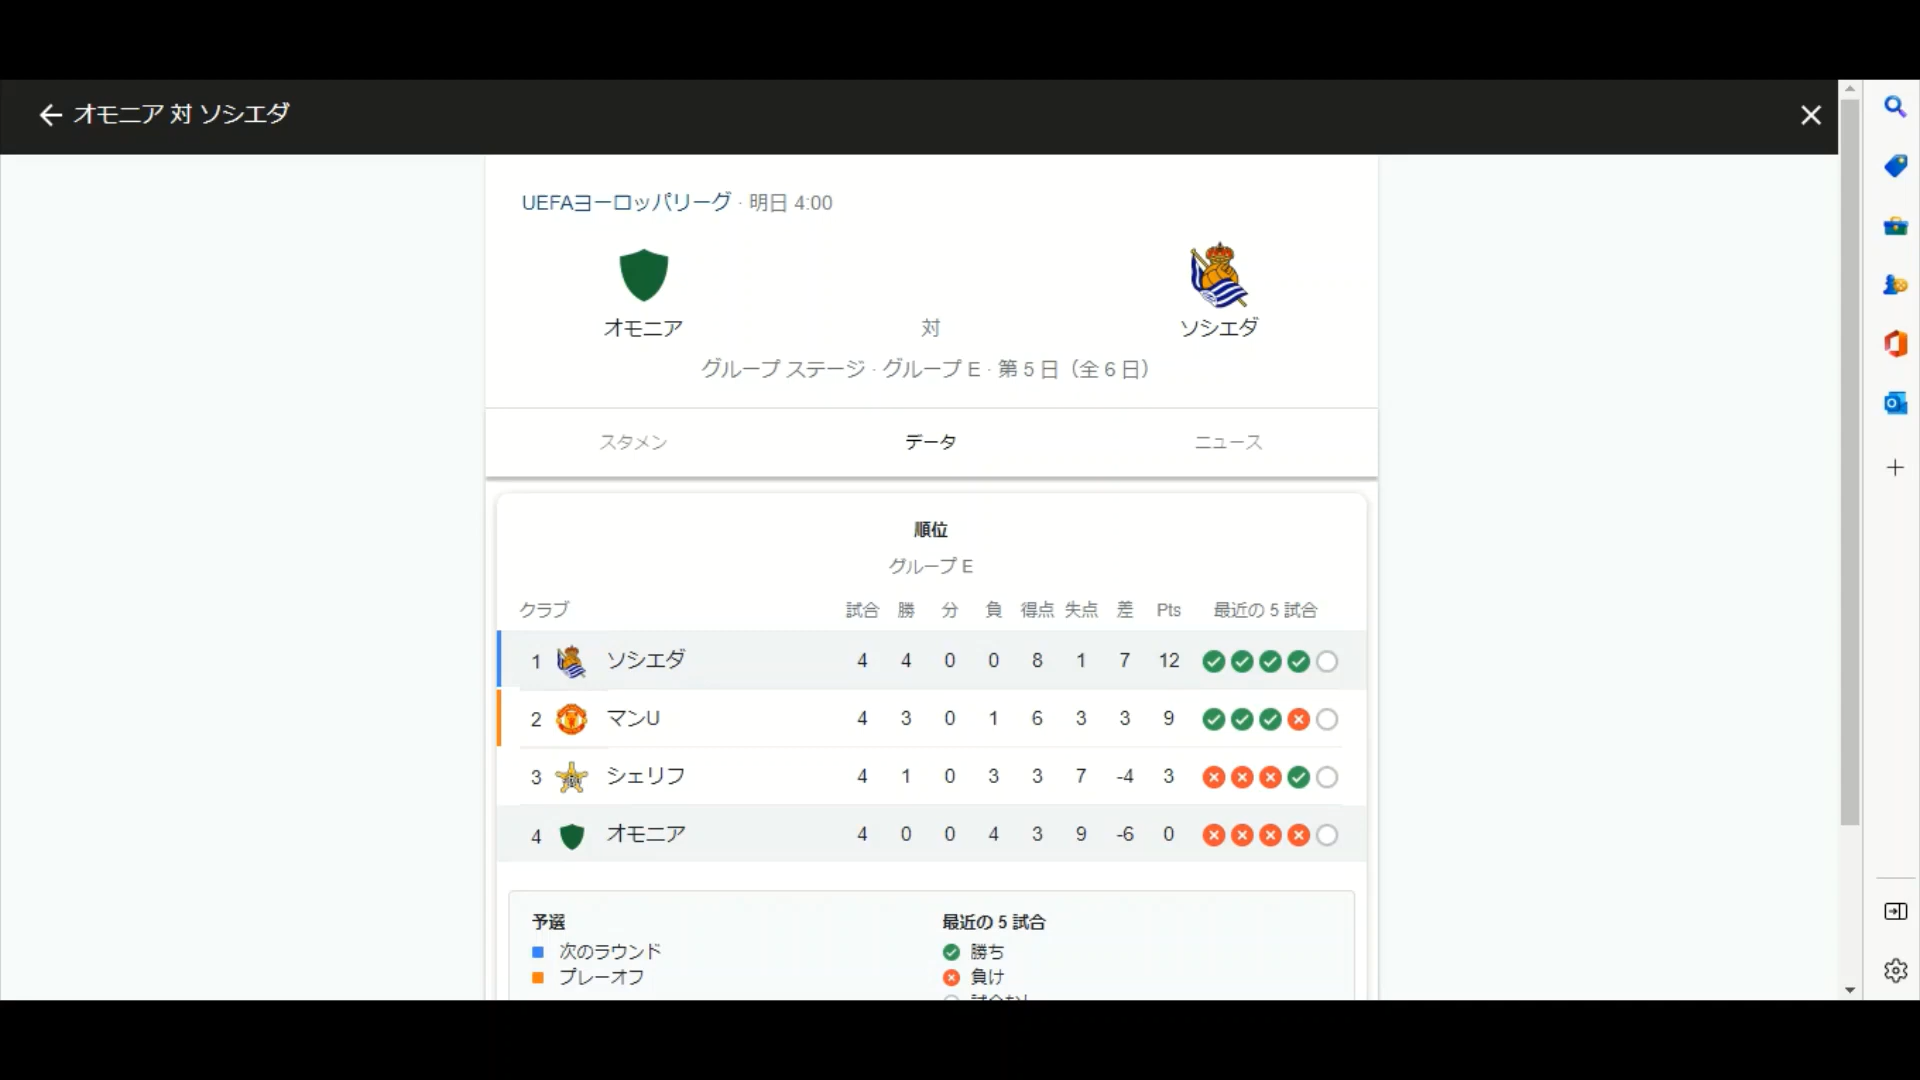 オモニア 対 ソシエダ
UEFAヨーロッパリーグ · 明日 4:00
オモニア 対 ソシエダ
グループ ステージ · グループ E · 第 5 日（全 6 日）
スタメン データ ニュース
順位
グループ E
クラブ 試合 勝 分 負 得点 失点 差 Pts 最近の 5 試合
1 ソシエダ 4 4 0 0 8 1 7 12
2 マンU 4 3 0 1 6 3 3 9
3 シェリフ 4 1 0 3 3 7 -4 3
4 オモニア 4 0 0 4 3 9 -6 0
予選 最近の 5 試合
次のラウンド 勝ち
プレーオフ 負け